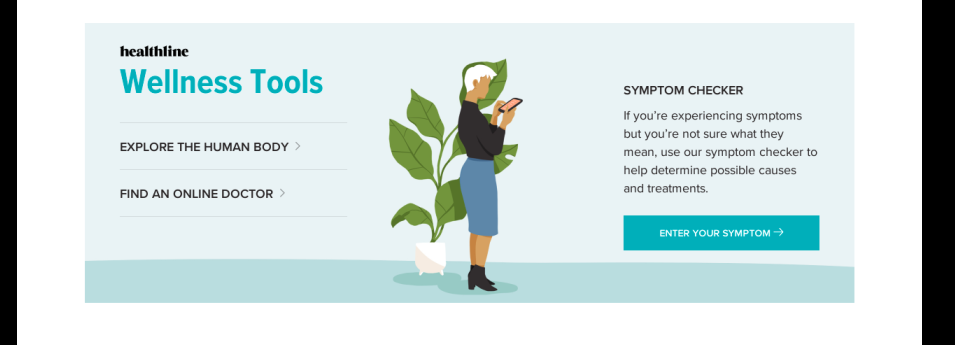 healthline
Wellness Tools
EXPLORE THE HUMAN BODY
FIND AN ONLINE DOCTOR
SYMPTOM CHECKER
If you’re experiencing symptoms
but you’re not sure what they
mean, use our symptom checker to
help determine possible causes
and treatments.
ENTER YOUR SYMPTOM